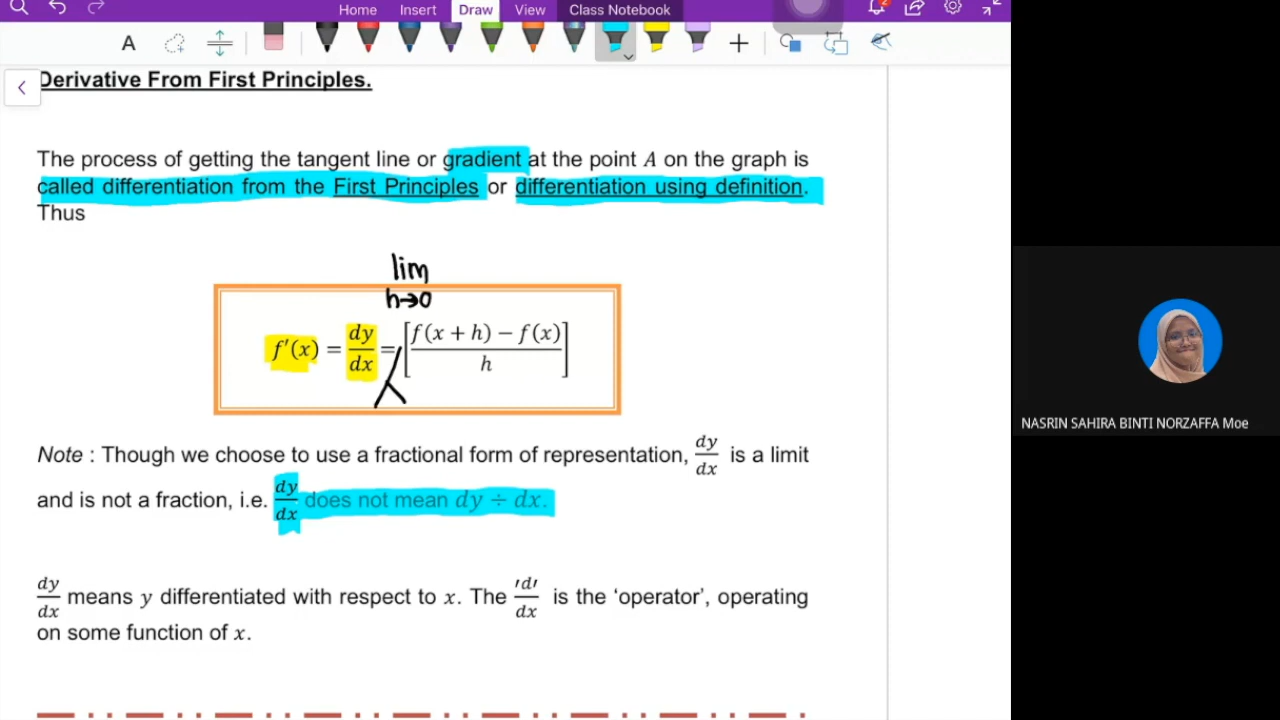 Home Insert Draw View Class Notebook
2
A
Derivative From First Principles.
The process of getting the tangent line or gradient at the point A on the graph is
called differentiation from the First Principles or differentiation using definition.
Thus
lim
h→0
f′(x) = dy/dx = [f(x + h) − f(x) / h]
Note : Though we choose to use a fractional form of representation, dy/dx is a limit
and is not a fraction, i.e. dy/dx does not mean dy ÷ dx.
dy/dx means y differentiated with respect to x. The ′d′/dx is the ‘operator’, operating
on some function of x.
NASRIN SAHIRA BINTI NORZAFFA Moe